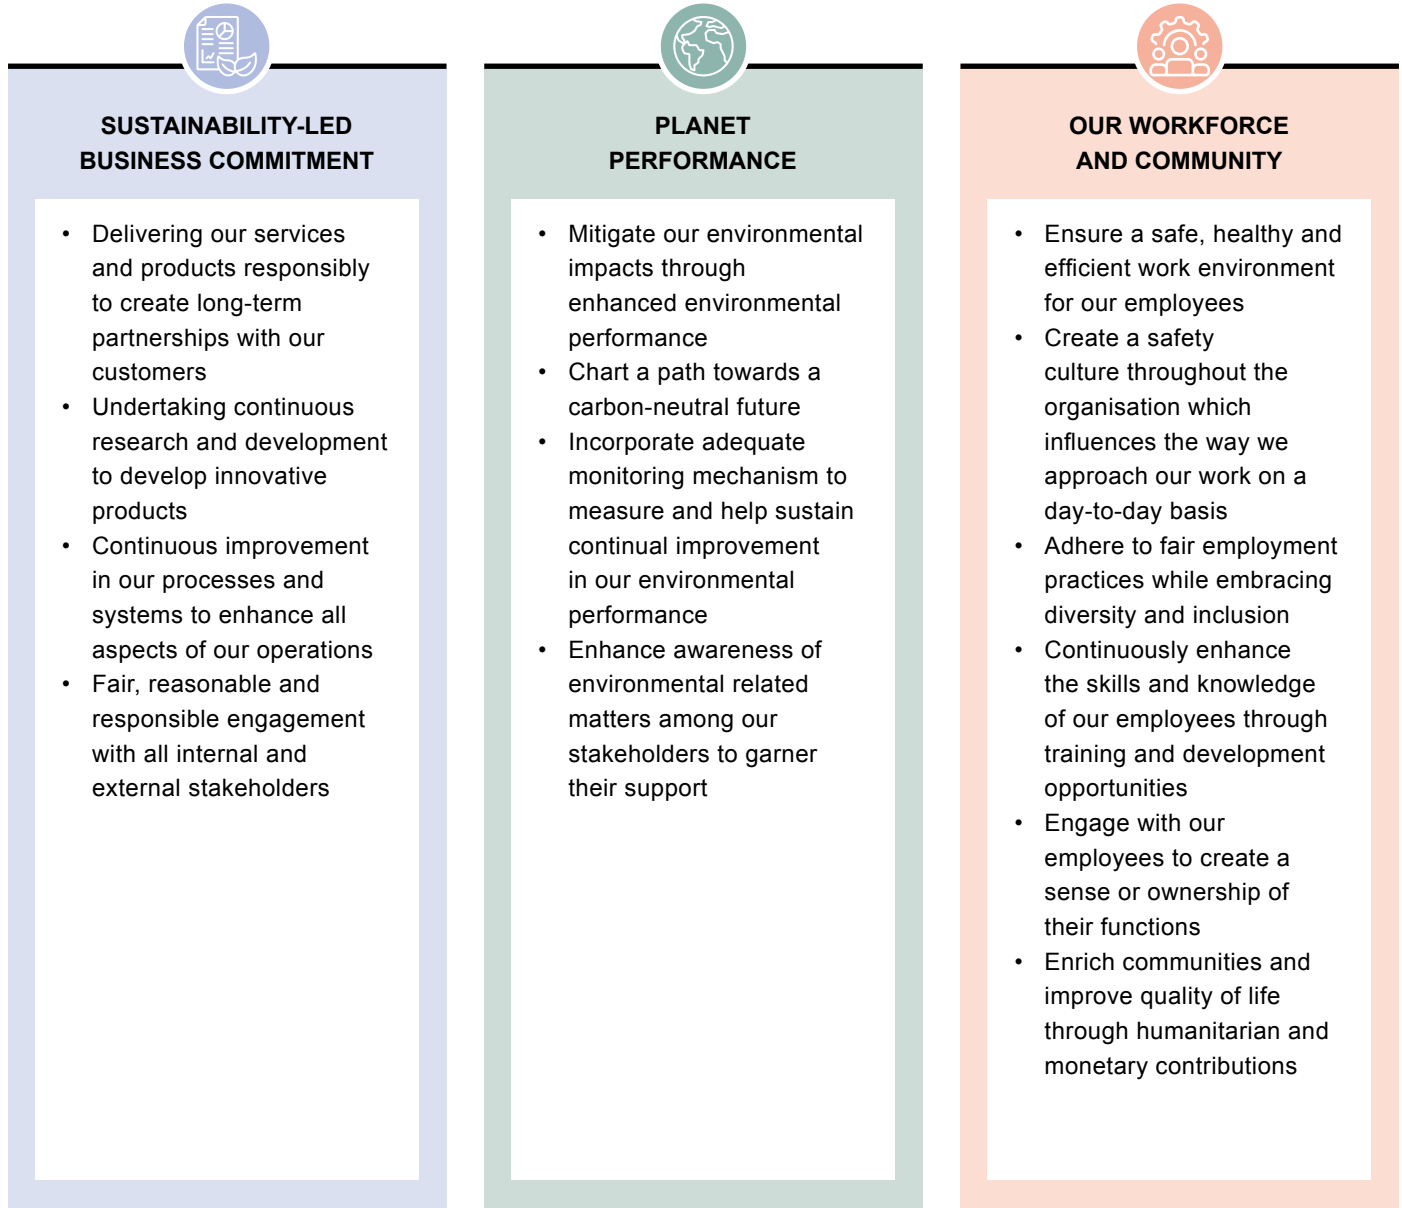 SUSTAINABILITY-LED
BUSINESS COMMITMENT
• Delivering our services
and products responsibly
to create long-term
partnerships with our
customers
• Undertaking continuous
research and development
to develop innovative
products
• Continuous improvement
in our processes and
systems to enhance all
aspects of our operations
• Fair, reasonable and
responsible engagement
with all internal and
external stakeholders
PLANET
PERFORMANCE
• Mitigate our environmental
impacts through
enhanced environmental
performance
• Chart a path towards a
carbon-neutral future
• Incorporate adequate
monitoring mechanism to
measure and help sustain
continual improvement
in our environmental
performance
• Enhance awareness of
environmental related
matters among our
stakeholders to garner
their support
OUR WORKFORCE
AND COMMUNITY
• Ensure a safe, healthy and
efficient work environment
for our employees
• Create a safety
culture throughout the
organisation which
influences the way we
approach our work on a
day-to-day basis
• Adhere to fair employment
practices while embracing
diversity and inclusion
• Continuously enhance
the skills and knowledge
of our employees through
training and development
opportunities
• Engage with our
employees to create a
sense or ownership of
their functions
• Enrich communities and
improve quality of life
through humanitarian and
monetary contributions